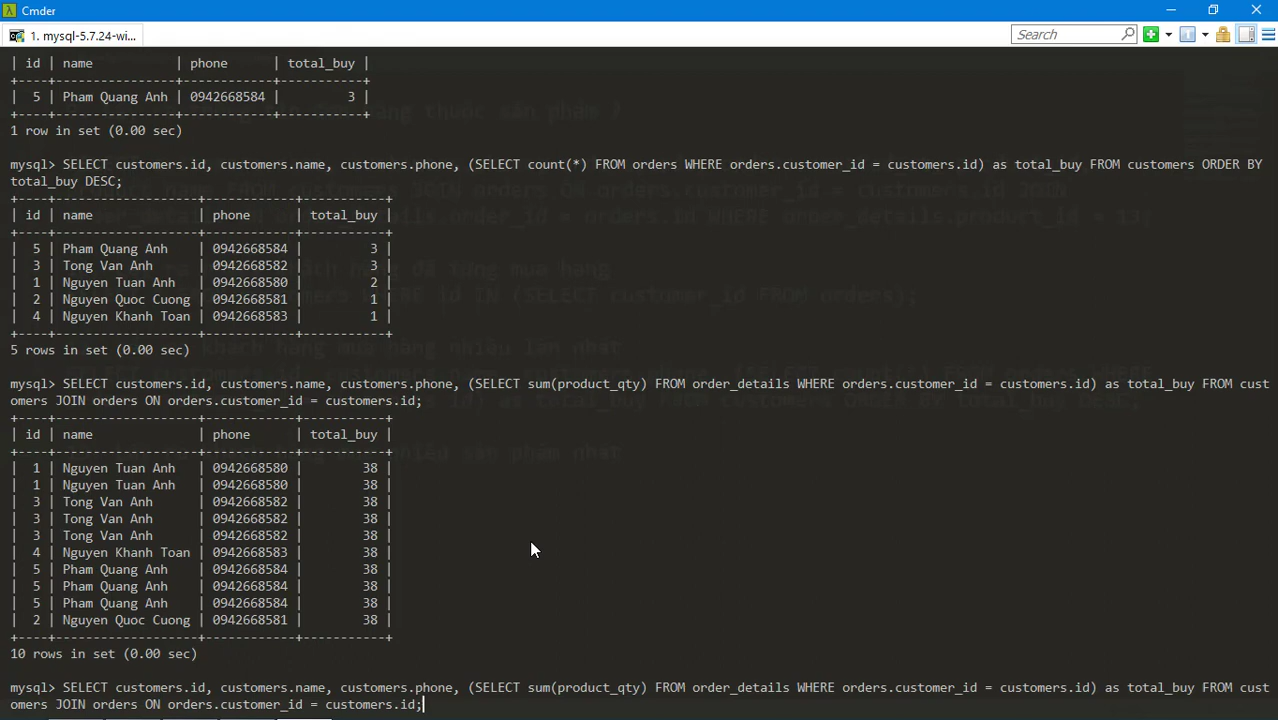 Cmder
1. mysql-5.7.24-wi...
Search
| id | name | phone | total_buy |
+----+----------------+------------+-----------+
| 5 | Pham Quang Anh | 0942668584 | 3 |
+----+----------------+------------+-----------+
1 row in set (0.00 sec)
mysql> SELECT customers.id, customers.name, customers.phone, (SELECT count(*) FROM orders WHERE orders.customer_id = customers.id) as total_buy FROM customers ORDER BY
total_buy DESC;
+----+-------------------+------------+-----------+
| id | name | phone | total_buy |
+----+-------------------+------------+-----------+
| 5 | Pham Quang Anh | 0942668584 | 3 |
| 3 | Tong Van Anh | 0942668582 | 3 |
| 1 | Nguyen Tuan Anh | 0942668580 | 2 |
| 2 | Nguyen Quoc Cuong | 0942668581 | 1 |
| 4 | Nguyen Khanh Toan | 0942668583 | 1 |
+----+-------------------+------------+-----------+
5 rows in set (0.00 sec)
mysql> SELECT customers.id, customers.name, customers.phone, (SELECT sum(product_qty) FROM order_details WHERE orders.customer_id = customers.id) as total_buy FROM cust
omers JOIN orders ON orders.customer_id = customers.id;
+----+-------------------+------------+-----------+
| id | name | phone | total_buy |
+----+-------------------+------------+-----------+
| 1 | Nguyen Tuan Anh | 0942668580 | 38 |
| 1 | Nguyen Tuan Anh | 0942668580 | 38 |
| 3 | Tong Van Anh | 0942668582 | 38 |
| 3 | Tong Van Anh | 0942668582 | 38 |
| 3 | Tong Van Anh | 0942668582 | 38 |
| 4 | Nguyen Khanh Toan | 0942668583 | 38 |
| 5 | Pham Quang Anh | 0942668584 | 38 |
| 5 | Pham Quang Anh | 0942668584 | 38 |
| 5 | Pham Quang Anh | 0942668584 | 38 |
| 2 | Nguyen Quoc Cuong | 0942668581 | 38 |
+----+-------------------+------------+-----------+
10 rows in set (0.00 sec)
mysql> SELECT customers.id, customers.name, customers.phone, (SELECT sum(product_qty) FROM order_details WHERE orders.customer_id = customers.id) as total_buy FROM cust
omers JOIN orders ON orders.customer_id = customers.id;